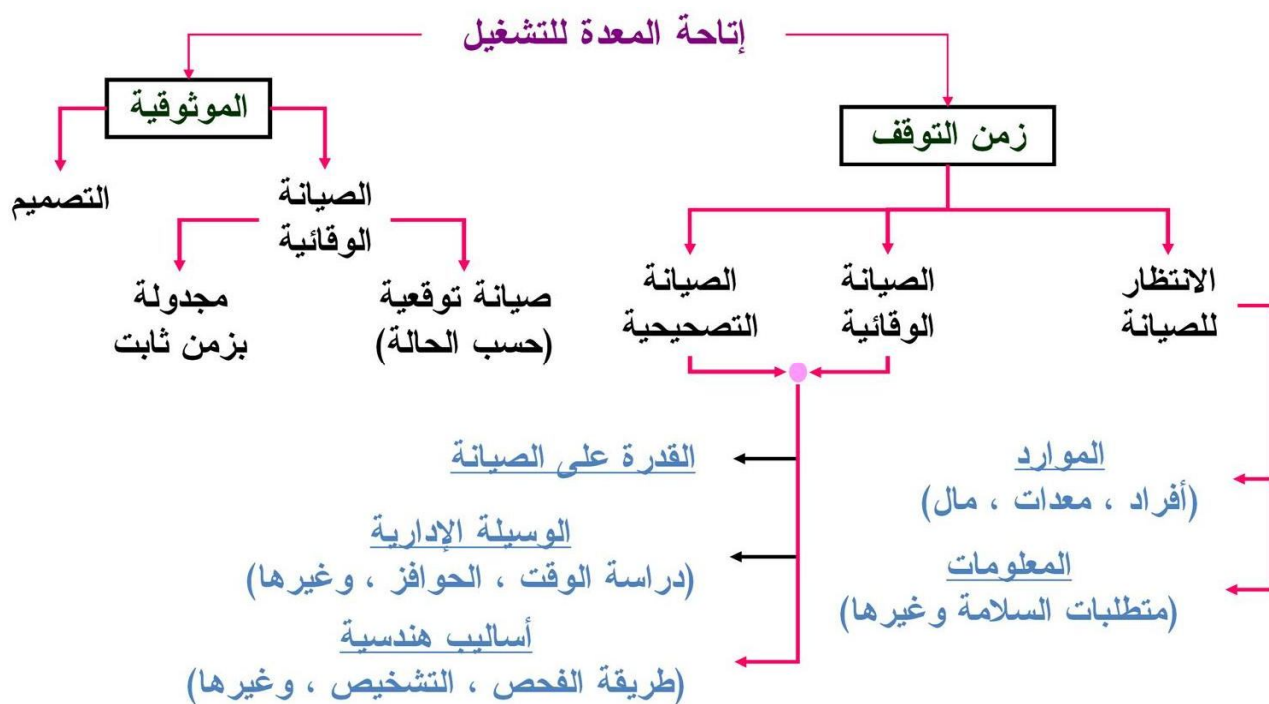 إتاحة المعدة للتشغيل
زمن التوقف
الموثوقية
الانتظار
للصيانة
الصيانة
الوقائية
الصيانة
التصحيحية
الصيانة
الوقائية
التصميم
صيانة توقعية
(حسب الحالة)
مجدولة
بزمن ثابت
الموارد
(أفراد ، معدات ، مال)
المعلومات
(متطلبات السلامة وغيرها)
القدرة على الصيانة
الوسيلة الإدارية
(دراسة الوقت ، الحوافز ، وغيرها)
أساليب هندسية
(طريقة الفحص ، التشخيص ، وغيرها)